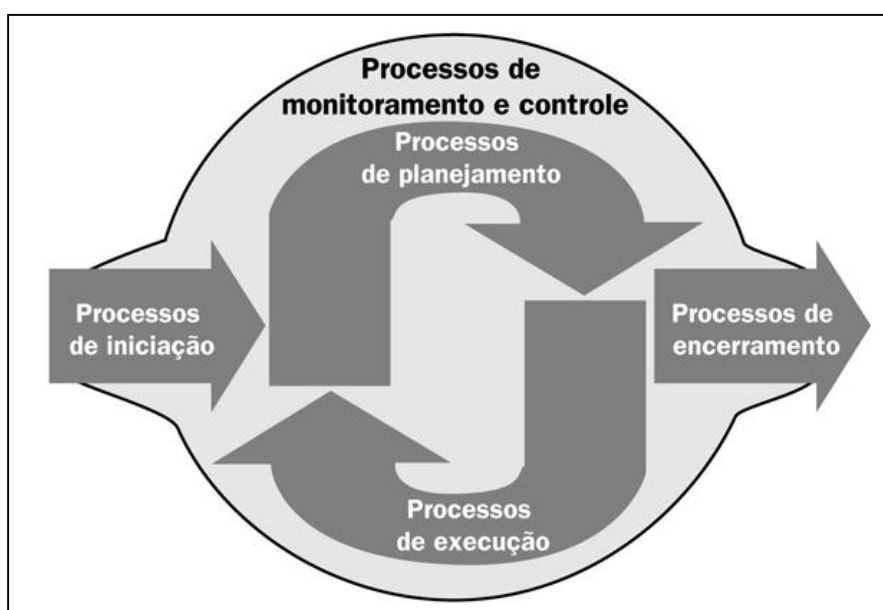 Processos de
monitoramento e controle
Processos
de planejamento
Processos
de iniciação
Processos de
encerramento
Processos
de execução